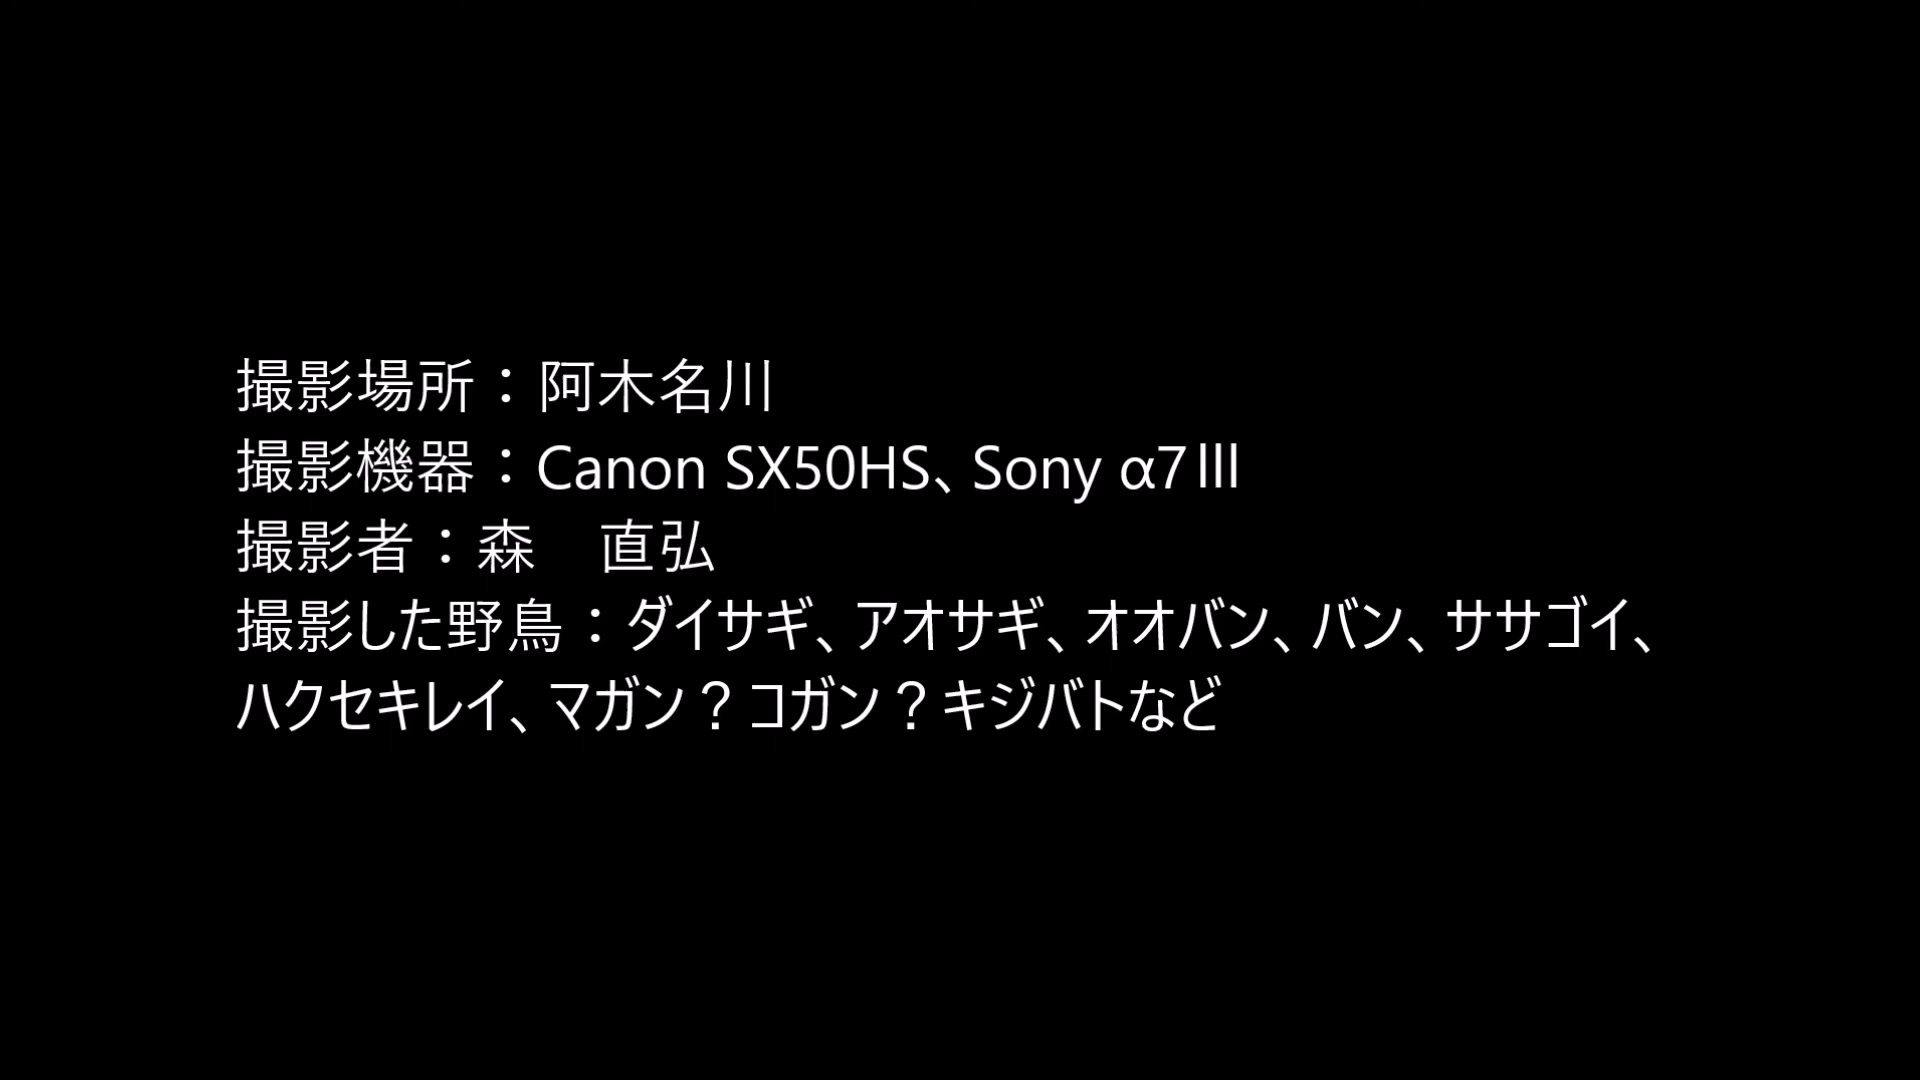 撮影場所：阿木名川
撮影機器：Canon SX50HS、Sony α7Ⅲ
撮影者：森　直弘
撮影した野鳥：ダイサギ、アオサギ、オオバン、バン、ササゴイ、
ハクセキレイ、マガン？コガン？キジバトなど